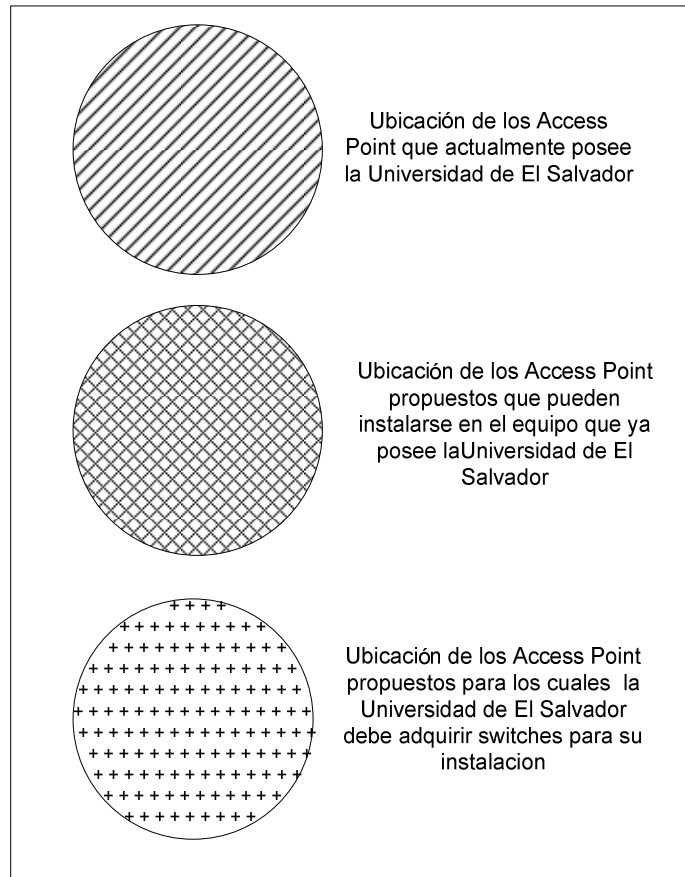 Ubicación de los Access
Point que actualmente posee
la Universidad de El Salvador
Ubicación de los Access Point
propuestos que pueden
instalarse en el equipo que ya
posee laUniversidad de El
Salvador
Ubicación de los Access Point
propuestos para los cuales la
Universidad de El Salvador
debe adquirir switches para su
instalacion